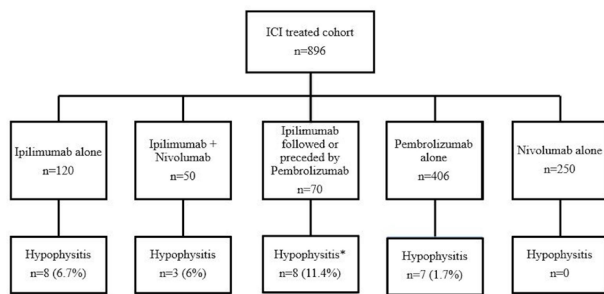 ICI treated cohort
n=896
Ipilimumab alone
n=120
Ipilimumab +
Nivolumab
n=50
Ipilimumab
followed or
preceded by
Pembrolizumab
n=70
Pembrolizumab
alone
n=406
Nivolumab alone
n=250
Hypophysitis
n=8 (6.7%)
Hypophysitis
n=3 (6%)
Hypophysitis*
n=8 (11.4%)
Hypophysitis
n=7 (1.7%)
Hypophysitis
n=0